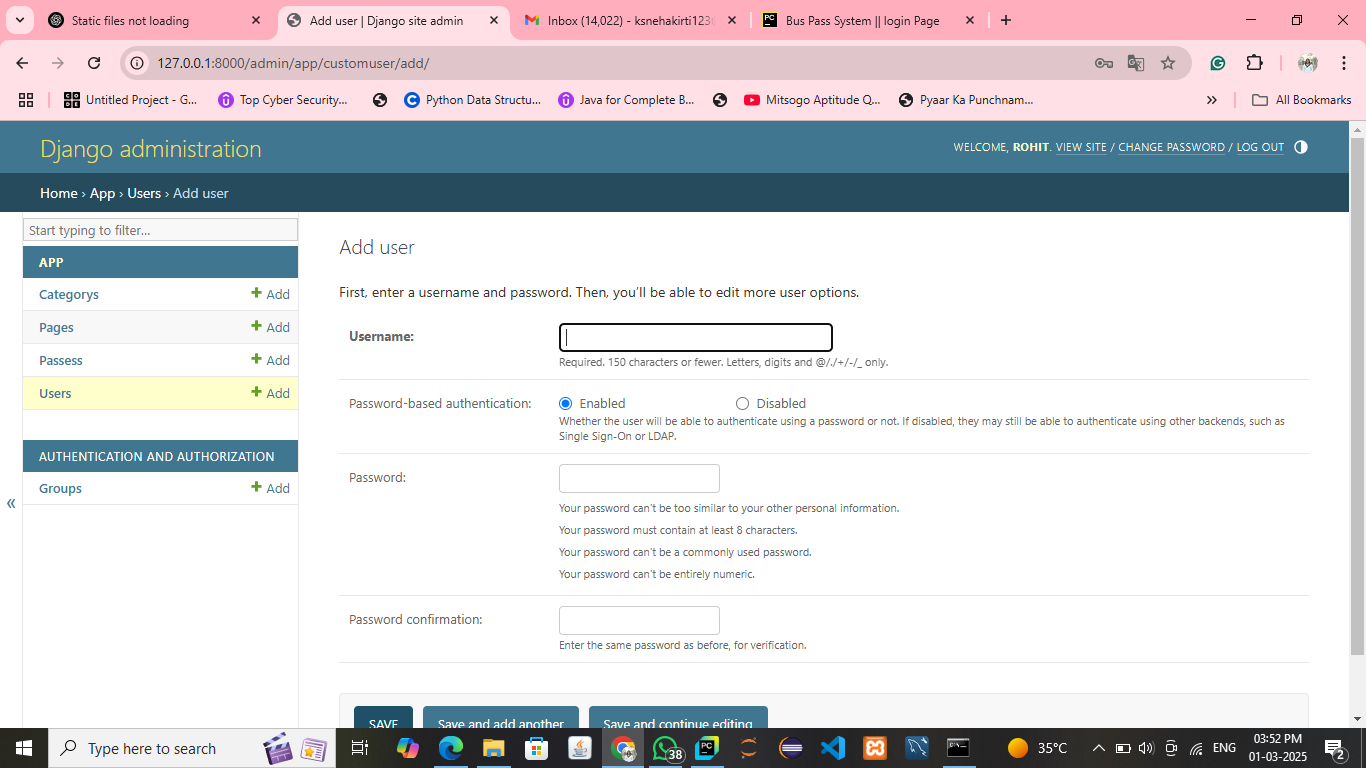 Static files not loading
Add user | Django site admin
Inbox (14,022) - ksnehakirti123
Bus Pass System || login Page
127.0.0.1:8000/admin/app/customuser/add/
Untitled Project - G...
Top Cyber Security...
Python Data Structu...
Java for Complete B...
Mitsogo Aptitude Q...
Pyaar Ka Punchnam...
All Bookmarks
Django administration
WELCOME, ROHIT. VIEW SITE / CHANGE PASSWORD / LOG OUT
Home › App › Users › Add user
Start typing to filter...
APP
Categorys + Add
Pages + Add
Passess + Add
Users + Add
AUTHENTICATION AND AUTHORIZATION
Groups + Add
Add user
First, enter a username and password. Then, you’ll be able to edit more user options.
Username:
Required. 150 characters or fewer. Letters, digits and @/./+/-/_ only.
Password-based authentication:
Enabled
Disabled
Whether the user will be able to authenticate using a password or not. If disabled, they may still be able to authenticate using other backends, such as
Single Sign-On or LDAP.
Password:
Your password can’t be too similar to your other personal information.
Your password must contain at least 8 characters.
Your password can’t be a commonly used password.
Your password can’t be entirely numeric.
Password confirmation:
Enter the same password as before, for verification.
SAVE
Save and add another
Save and continue editing
Type here to search
38
35°C
ENG
03:52 PM
01-03-2025
2